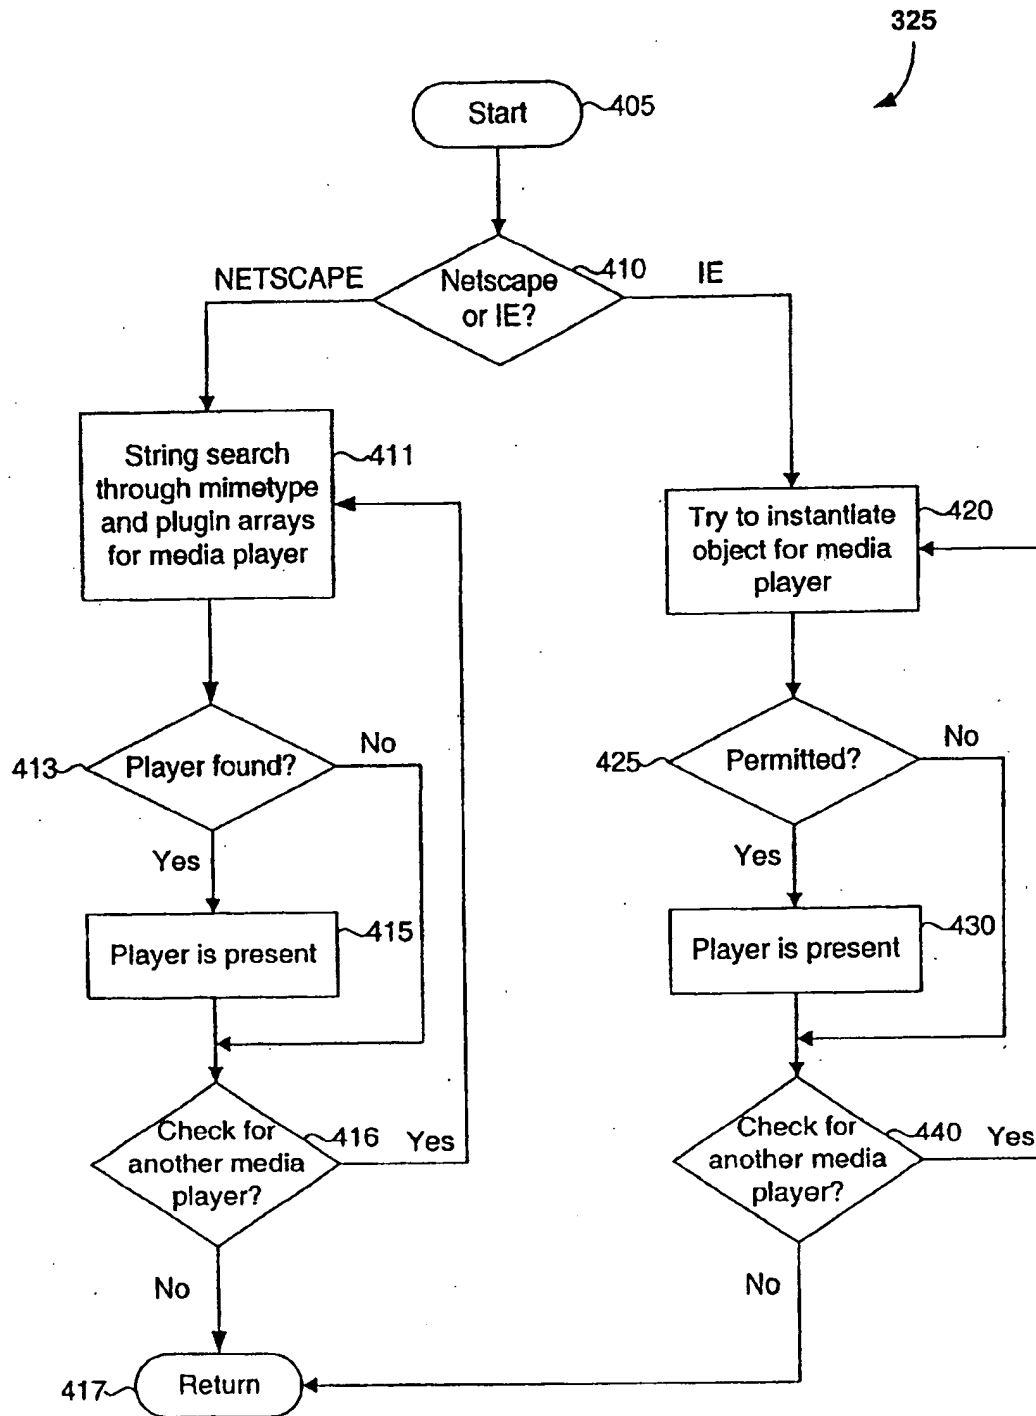 325
Start
405
Netscape
or IE?
410
NETSCAPE
IE
String search
through mimetype
and plugin arrays
for media player
411
Try to instantiate
object for media
player
420
Player found?
413
No
Yes
Permitted?
425
No
Yes
Player is present
415
Player is present
430
Check for
another media
player?
416
Yes
No
Check for
another media
player?
440
Yes
No
Return
417